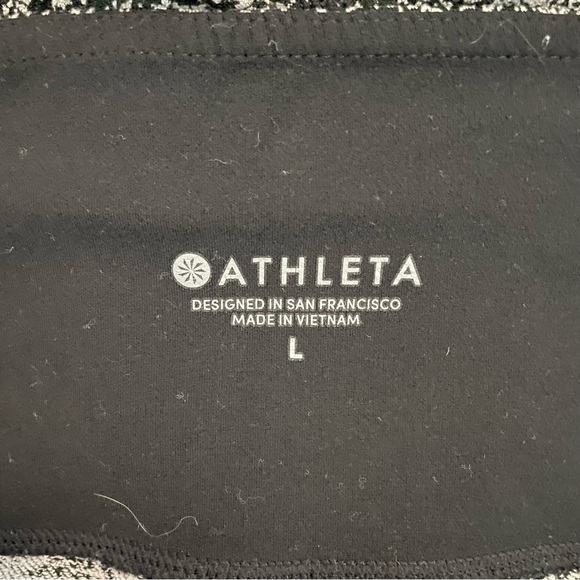 ATHLETA
DESIGNED IN SAN FRANCISCO
MADE IN VIETNAM
L